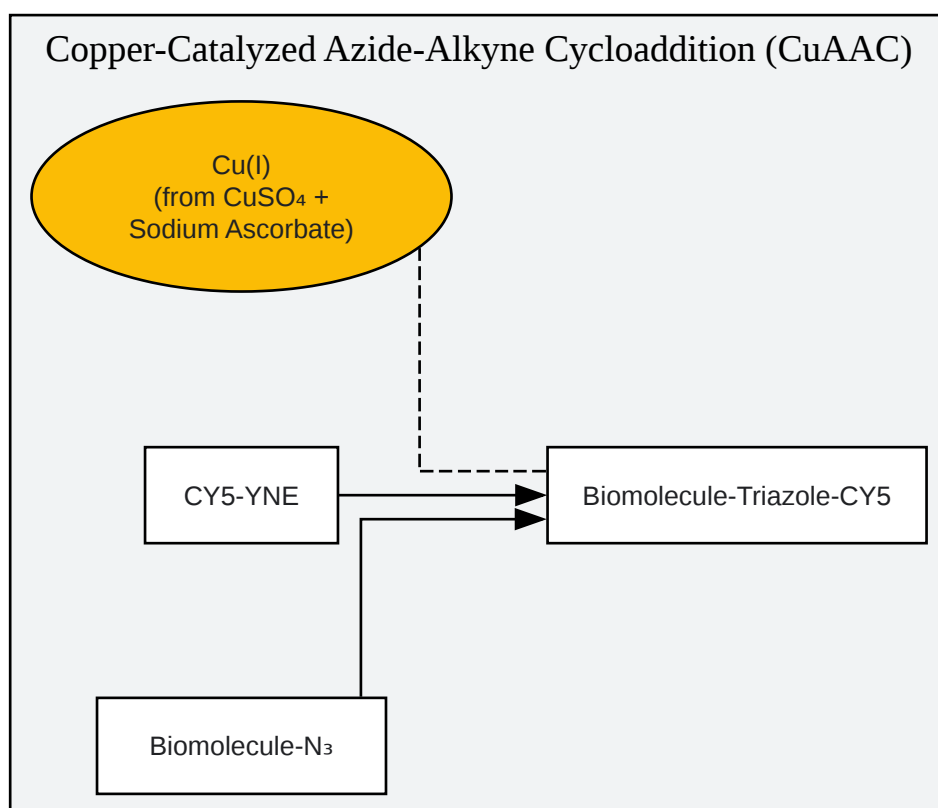 Copper-Catalyzed Azide-Alkyne Cycloaddition (CuAAC)
Cu(I)
(from CuSO₄ +
Sodium Ascorbate)
CY5-YNE
Biomolecule-Triazole-CY5
Biomolecule-N₃